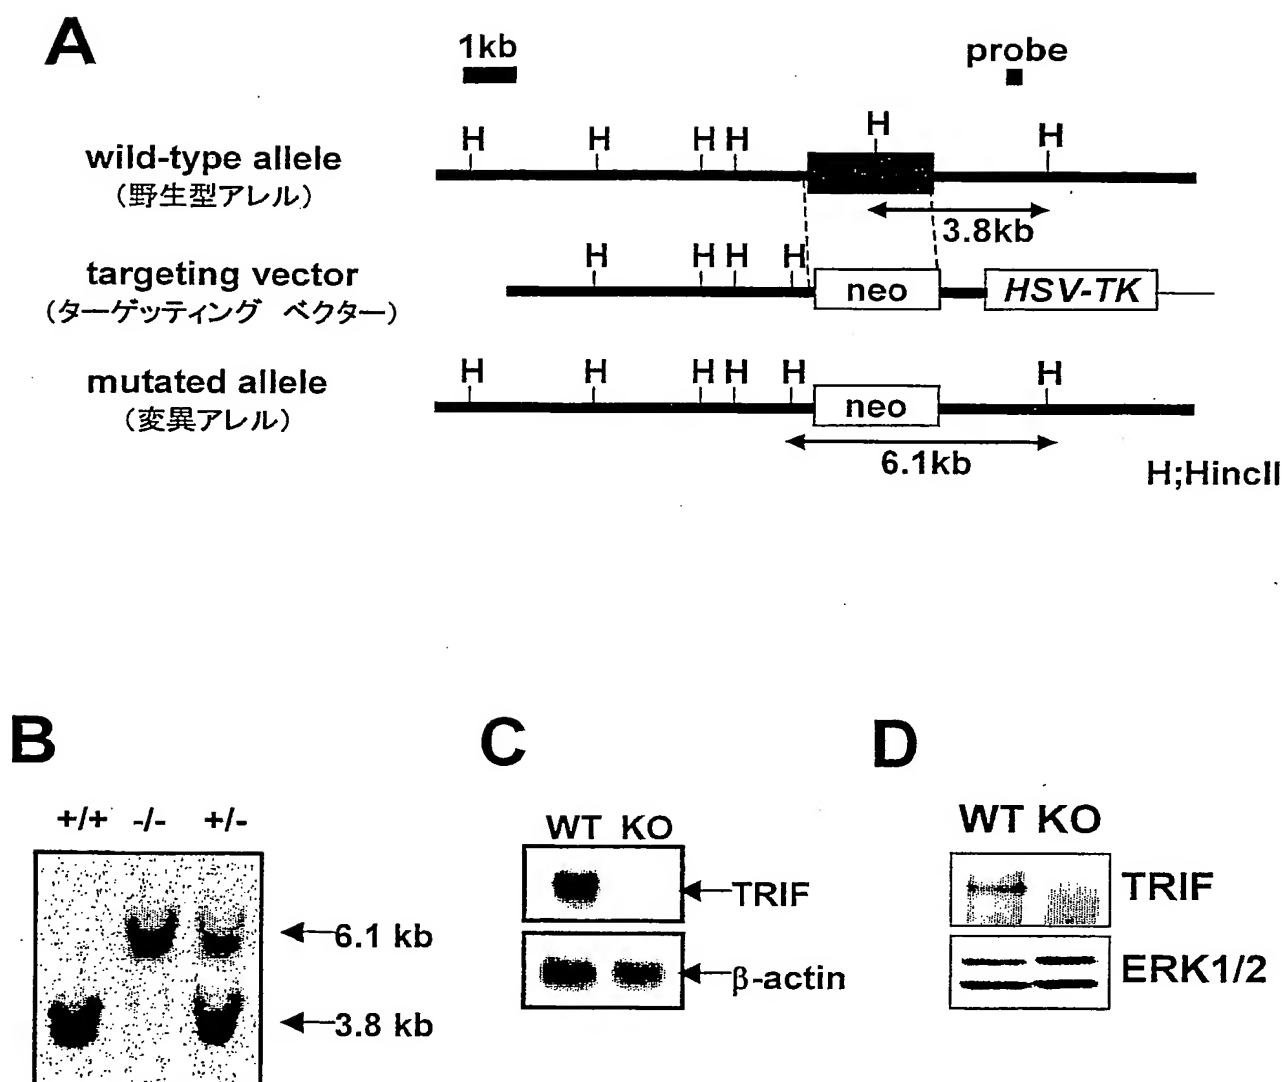 A
1kb
probe
wild-type allele
(野生型アレル)
H H H H H H
3.8kb
targeting vector
(ターゲッティング ベクター)
H H H H
neo
HSV-TK
mutated allele
(変異アレル)
H H H H H H
neo
6.1kb
H;HincII
B
+/+ -/- +/-
6.1 kb
3.8 kb
C
WT KO
TRIF
β-actin
D
WT KO
TRIF
ERK1/2